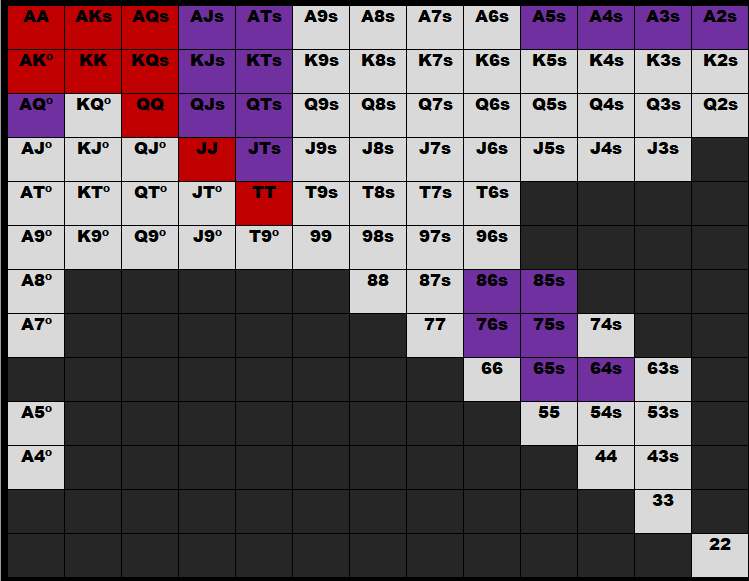 AA AKs AQs AJs ATs A9s A8s A7s A6s A5s A4s A3s A2s
AKº KK KQs KJs KTs K9s K8s K7s K6s K5s K4s K3s K2s
AQº KQº QQ QJs QTs Q9s Q8s Q7s Q6s Q5s Q4s Q3s Q2s
AJº KJº QJº JJ JTs J9s J8s J7s J6s J5s J4s J3s
ATº KTº QTº JTº TT T9s T8s T7s T6s
A9º K9º Q9º J9º T9º 99 98s 97s 96s
A8º 88 87s 86s 85s
A7º 77 76s 75s 74s
66 65s 64s 63s
A5º 55 54s 53s
A4º 44 43s
33
22